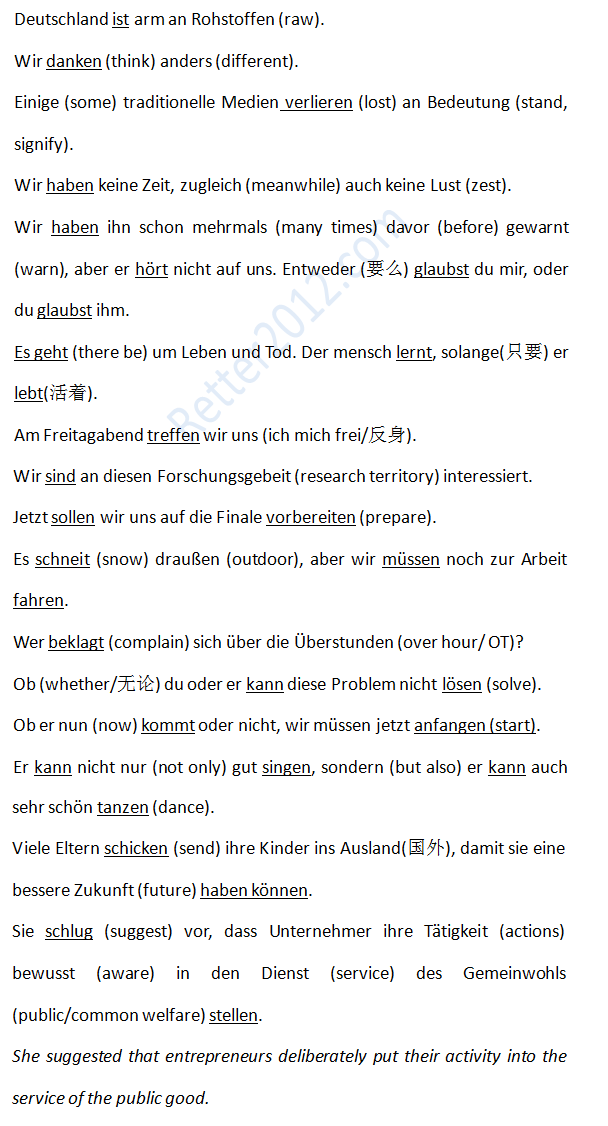 Deutschland ist arm an Rohstoffen (raw).
Wir danken (think) anders (different).
Einige (some) traditionelle Medien verlieren (lost) an Bedeutung (stand,
signify).
Wir haben keine Zeit, zugleich (meanwhile) auch keine Lust (zest).
Wir haben ihn schon mehrmals (many times) davor (before) gewarnt
(warn), aber er hört nicht auf uns. Entweder (要么) glaubst du mir, oder
du glaubst ihm.
Es geht (there be) um Leben und Tod. Der mensch lernt, solange(只要) er
lebt(活着).
Am Freitagabend treffen wir uns (ich mich frei/反身).
Wir sind an diesen Forschungsgebeit (research territory) interessiert.
Jetzt sollen wir uns auf die Finale vorbereiten (prepare).
Es schneit (snow) draußen (outdoor), aber wir müssen noch zur Arbeit
fahren.
Wer beklagt (complain) sich über die Überstunden (over hour/ OT)?
Ob (whether/无论) du oder er kann diese Problem nicht lösen (solve).
Ob er nun (now) kommt oder nicht, wir müssen jetzt anfangen (start).
Er kann nicht nur (not only) gut singen, sondern (but also) er kann auch
sehr schön tanzen (dance).
Viele Eltern schicken (send) ihre Kinder ins Ausland(国外), damit sie eine
bessere Zukunft (future) haben können.
Sie schlug (suggest) vor, dass Unternehmer ihre Tätigkeit (actions)
bewusst (aware) in den Dienst (service) des Gemeinwohls
(public/common welfare) stellen.
She suggested that entrepreneurs deliberately put their activity into the
service of the public good.
Retter2012.com